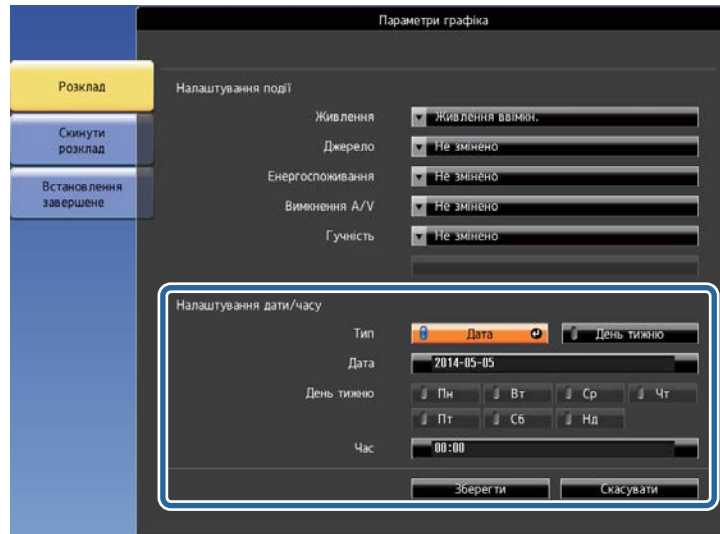 Параметри графіка
Розклад
Скинути
розклад
Встановлення
завершене
Налаштування події
Живлення Живлення ввімкн.
Джерело Не змінено
Енергоспоживання Не змінено
Вимкнення A/V Не змінено
Гучність Не змінено
Налаштування дати/часу
Тип Дата День тижню
Дата 2014-05-05
День тижню Пн Вт Ср Чт
Пт Сб Нд
Час 00:00
Зберегти Скасувати